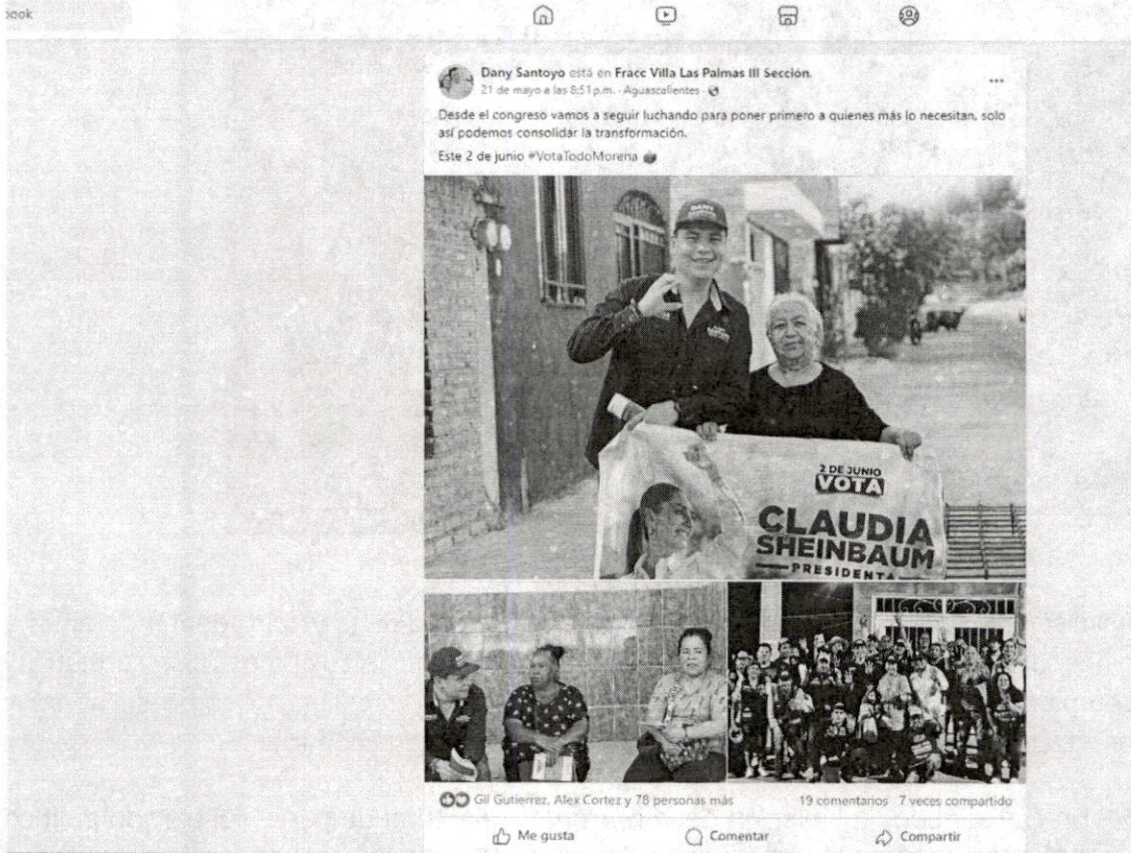 book
Dany Santoyo está en Fracc Villa Las Palmas III Sección.
21 de mayo a las 8:51 p.m. · Aguascalientes ·
Desde el congreso vamos a seguir luchando para poner primero a quienes más lo necesitan, solo
así podemos consolidar la transformación.
Este 2 de junio #VotaTodoMorena
DANY
2 DE JUNIO
VOTA
CLAUDIA
SHEINBAUM
PRESIDENTA
Gil Gutierrez, Alex Cortez y 78 personas más
19 comentarios 7 veces compartido
Me gusta
Comentar
Compartir